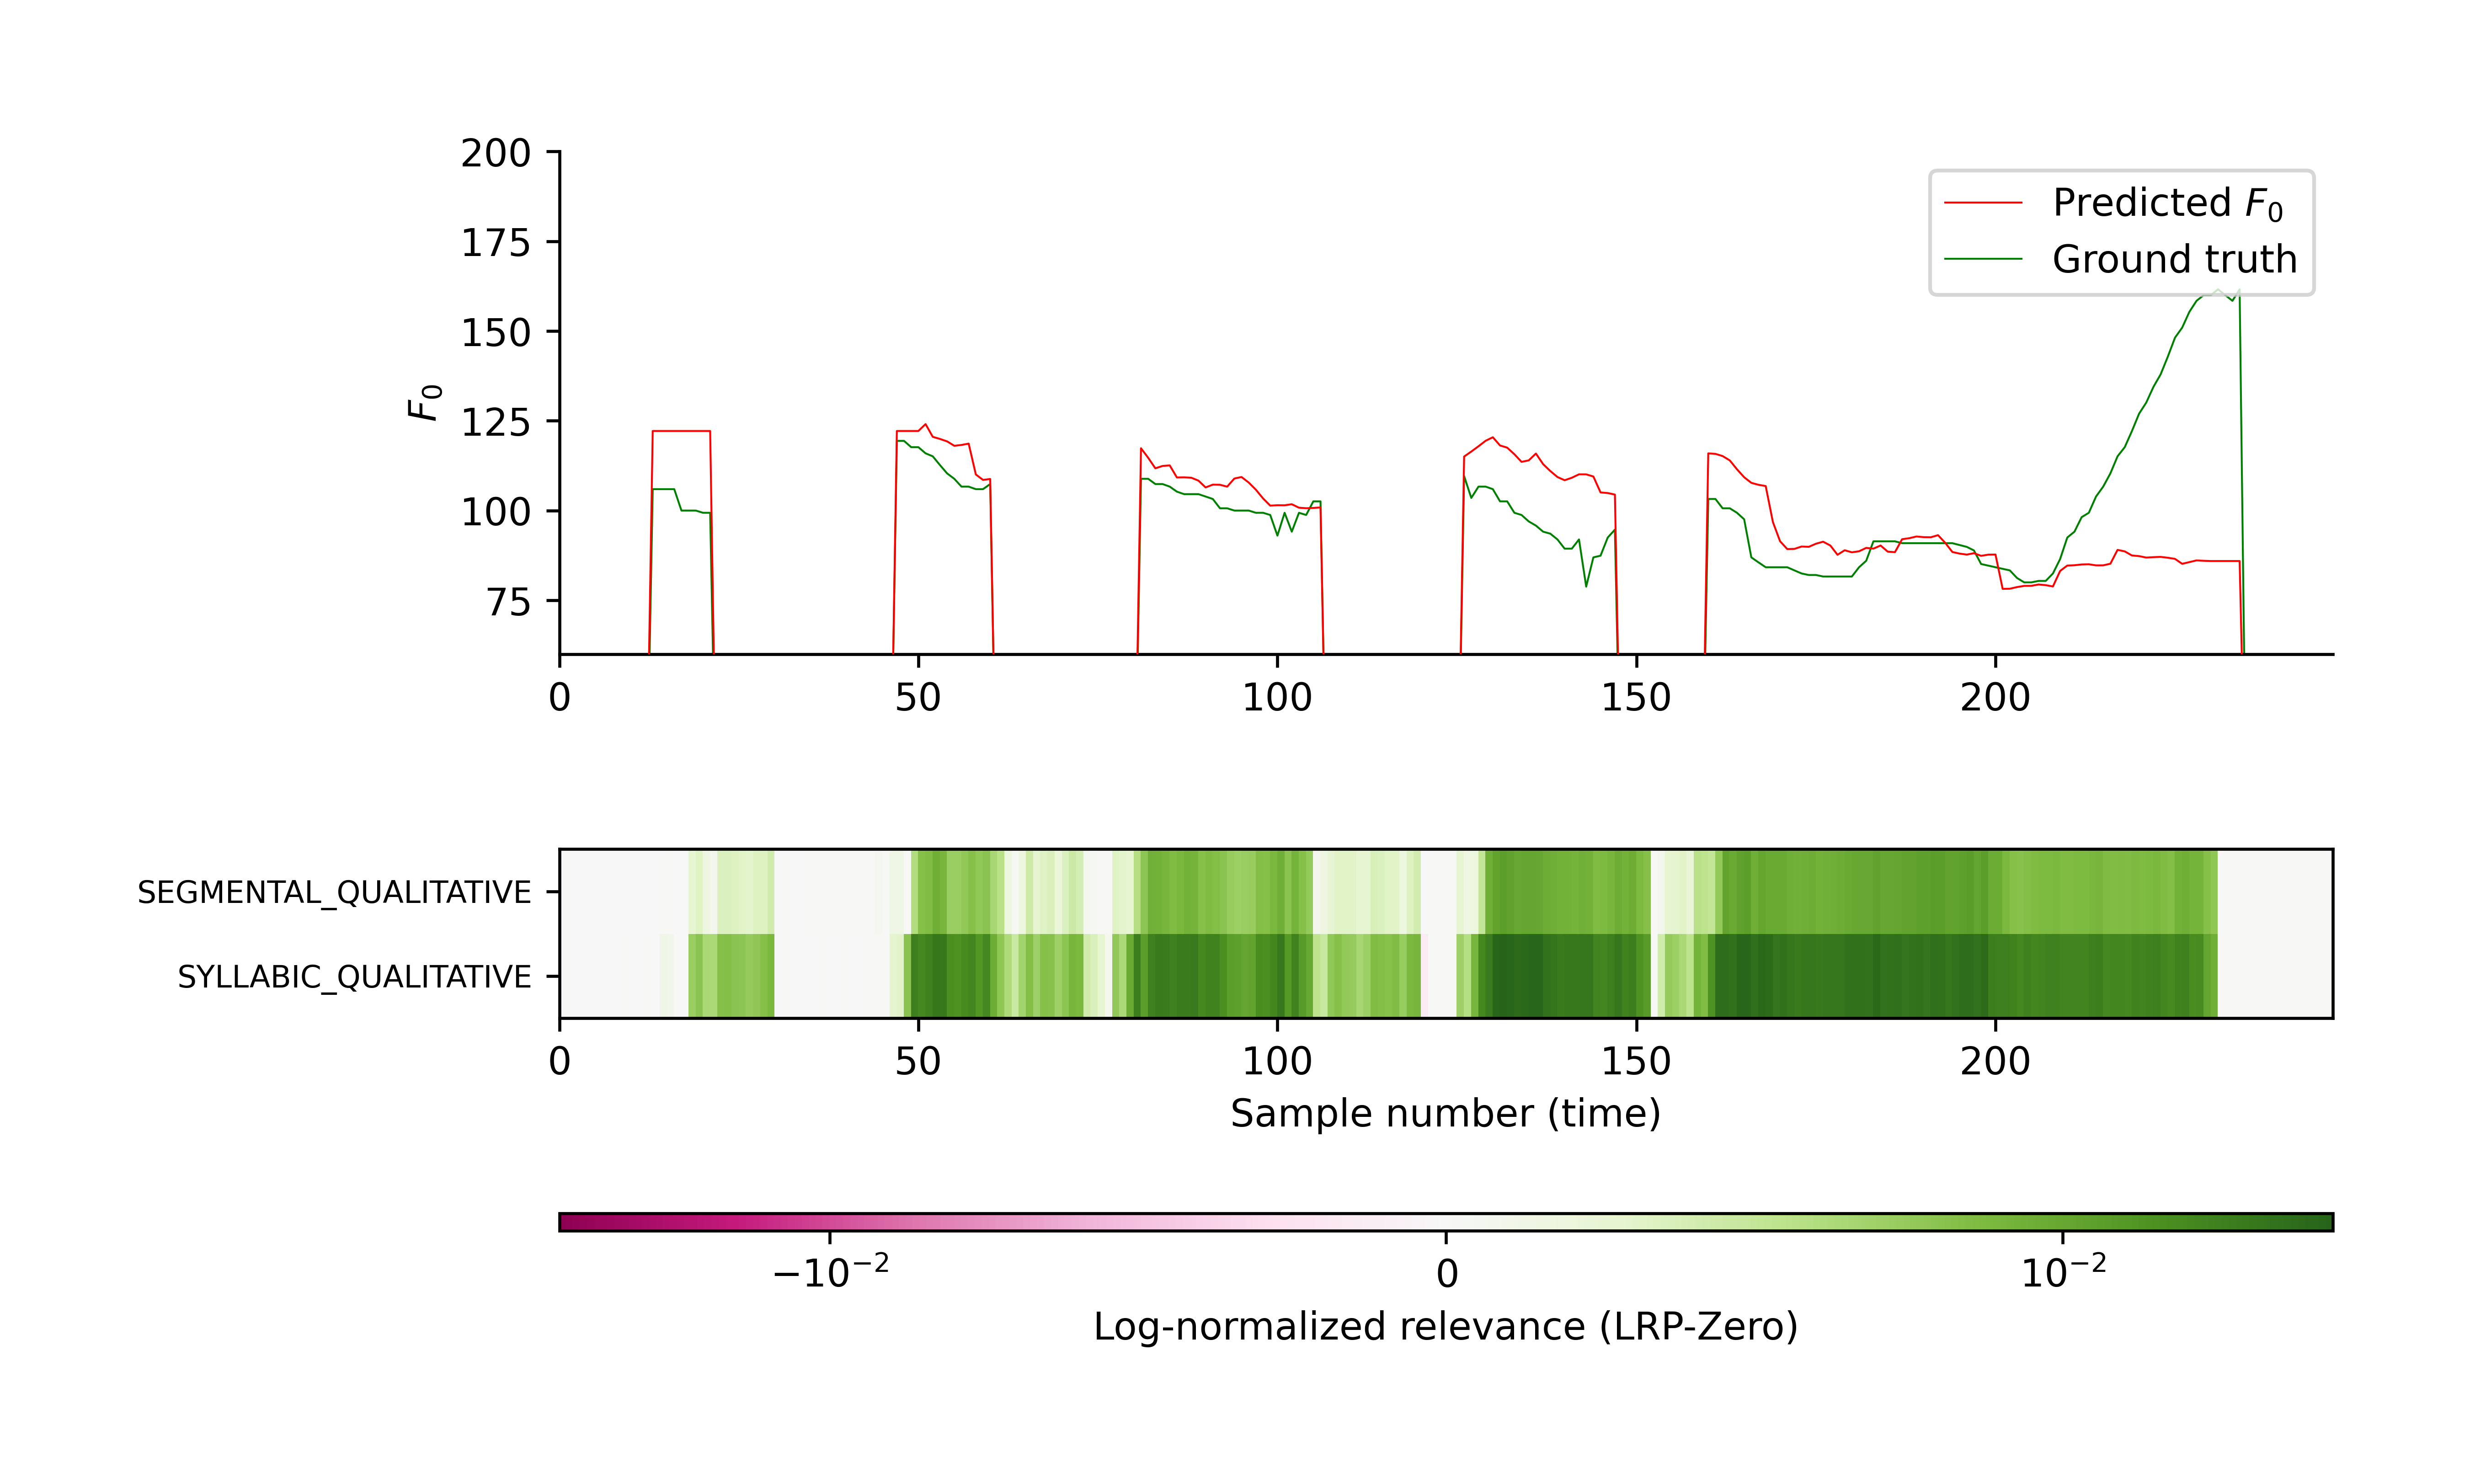 200
175
150
125
100
75
F₀
Predicted F₀
Ground truth
0 50 100 150 200
SEGMENTAL_QUALITATIVE
SYLLABIC_QUALITATIVE
0 50 100 150 200
Sample number (time)
−10⁻² 0 10⁻²
Log-normalized relevance (LRP-Zero)